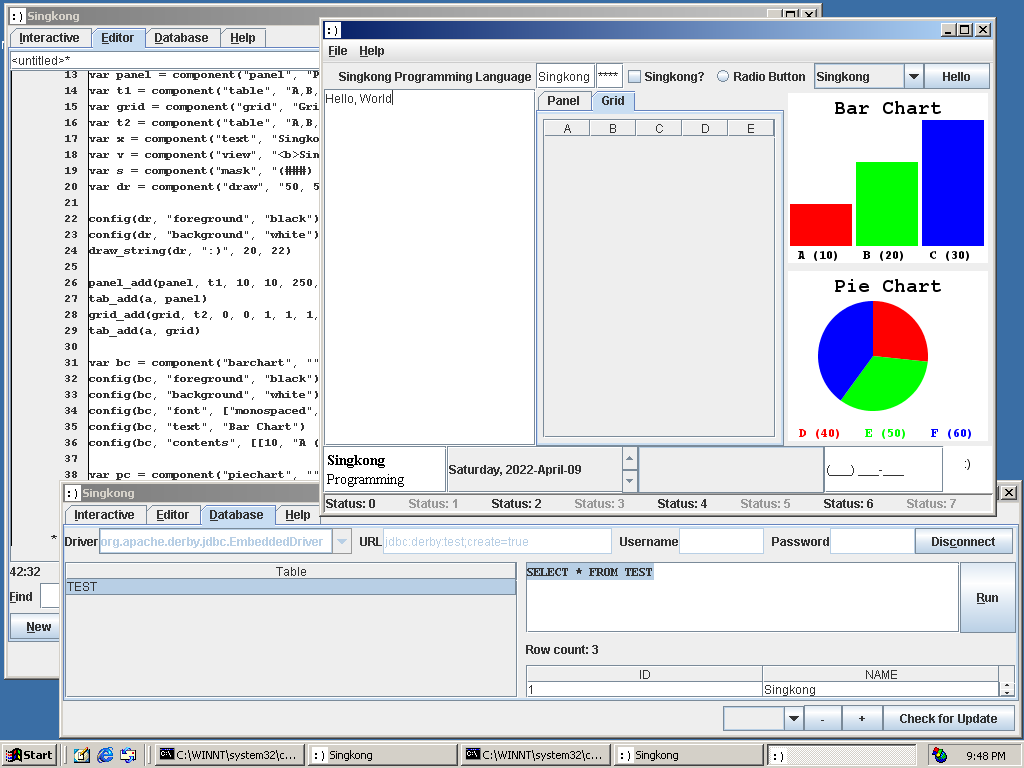 :) Singkong
Interactive Editor Database Help
<untitled>*
13 var panel = component("panel", "P
14 var t1 = component("table", "A,B,
15 var grid = component("grid", "Gri
16 var t2 = component("table", "A,B,
17 var x = component("text", "Singko
18 var v = component("view", "<b>Sin
19 var s = component("mask", "(###)
20 var dr = component("draw", "50, 5
21
22 config(dr, "foreground", "black")
23 config(dr, "background", "white")
24 draw_string(dr, ":)", 20, 22)
25
26 panel_add(panel, t1, 10, 10, 250,
27 tab_add(a, panel)
28 grid_add(grid, t2, 0, 0, 1, 1, 1,
29 tab_add(a, grid)
30
31 var bc = component("barchart", ""
32 config(bc, "foreground", "black")
33 config(bc, "background", "white")
34 config(bc, "font", ["monospaced",
35 config(bc, "text", "Bar Chart")
36 config(bc, "contents", [[10, "A (
37
38 var pc = component("piechart", ""
*
42:32
Find
New
:)
File Help
Singkong Programming Language Singkong **** Singkong? Radio Button Singkong Hello
Hello, World
Panel Grid
A B C D E
Bar Chart
A (10) B (20) C (30)
Pie Chart
D (40) E (50) F (60)
Singkong
Programming
Saturday, 2022-April-09
(___) ___-___
:)
Status: 0 Status: 1 Status: 2 Status: 3 Status: 4 Status: 5 Status: 6 Status: 7
:) Singkong
Interactive Editor Database Help
Driver org.apache.derby.jdbc.EmbeddedDriver URL jdbc:derby:test;create=true Username Password Disconnect
Table
TEST
SELECT * FROM TEST
Run
Row count: 3
ID NAME
1 Singkong
- + Check for Update
Start C:\WINNT\system32\c... :) Singkong C:\WINNT\system32\c... :) Singkong :) 9:48 PM